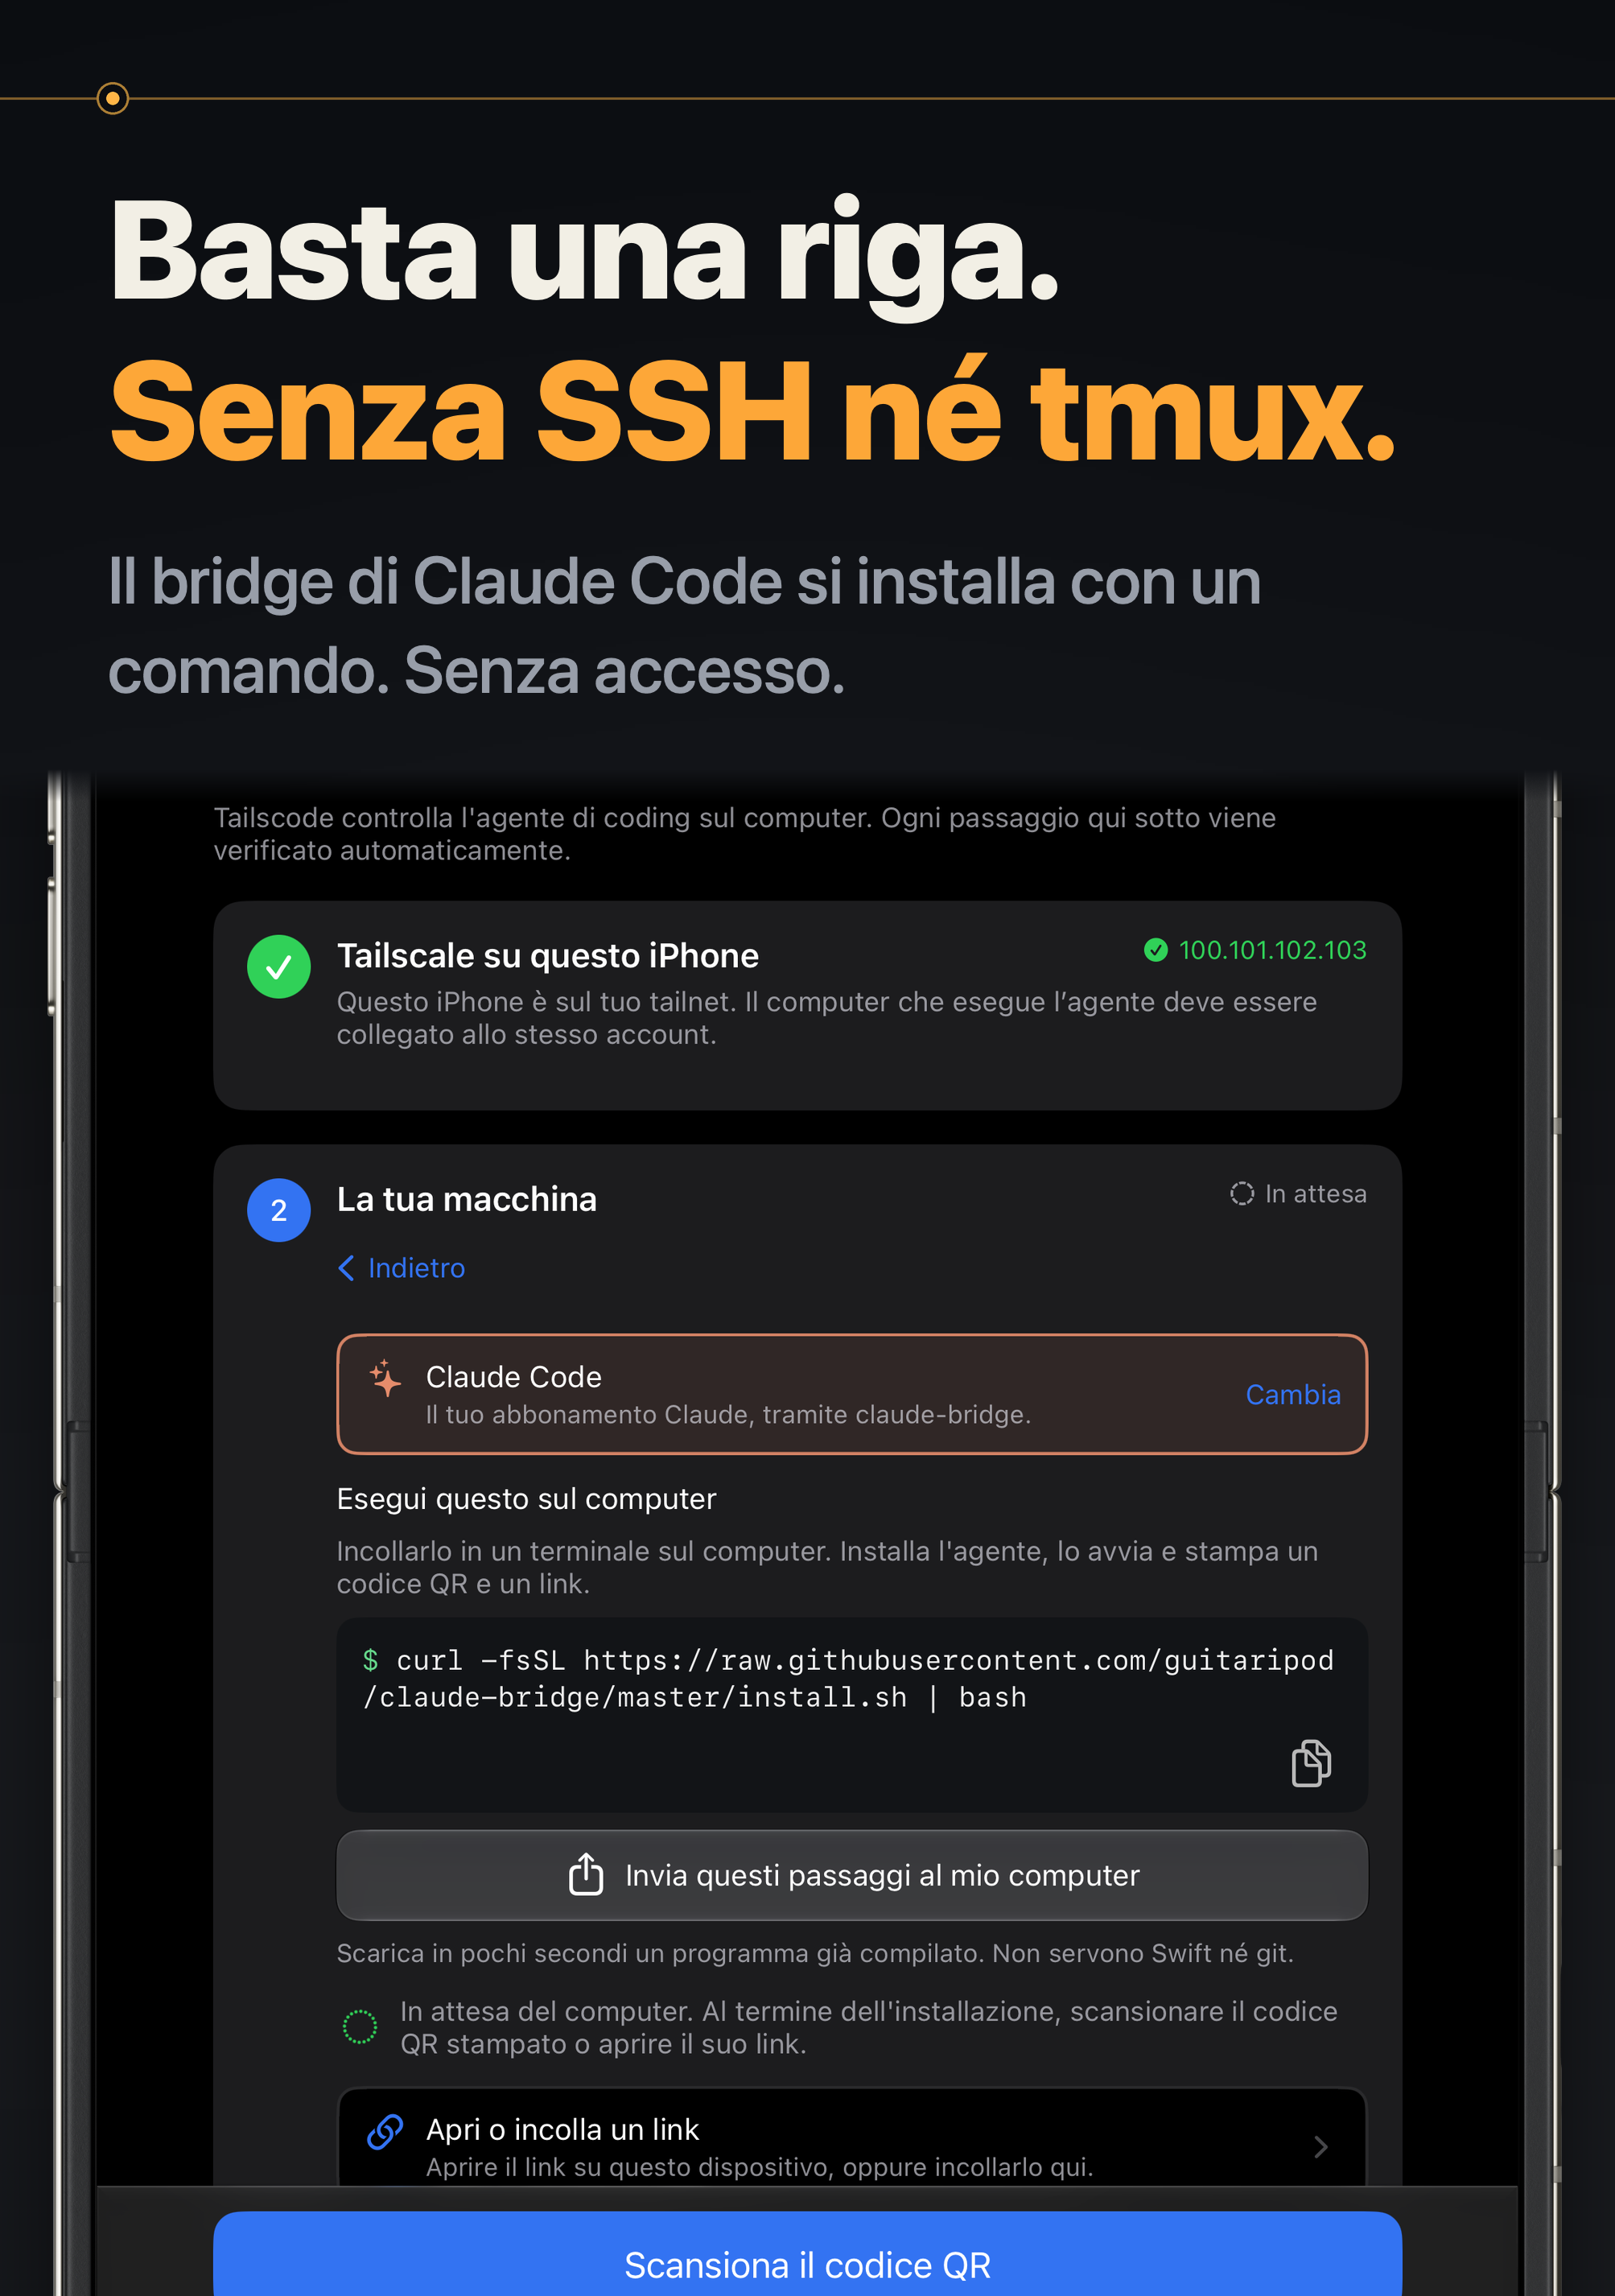 Basta una riga.
Senza SSH né tmux.
Il bridge di Claude Code si installa con un
comando. Senza accesso.
Tailscode controlla l'agente di coding sul computer. Ogni passaggio qui sotto viene
verificato automaticamente.
Tailscale su questo iPhone
100.101.102.103
Questo iPhone è sul tuo tailnet. Il computer che esegue l’agente deve essere
collegato allo stesso account.
2
La tua macchina
In attesa
Indietro
Claude Code
Il tuo abbonamento Claude, tramite claude-bridge.
Cambia
Esegui questo sul computer
Incollarlo in un terminale sul computer. Installa l'agente, lo avvia e stampa un
codice QR e un link.
$ curl -fsSL https://raw.githubusercontent.com/guitaripod
/claude-bridge/master/install.sh | bash
Invia questi passaggi al mio computer
Scarica in pochi secondi un programma già compilato. Non servono Swift né git.
In attesa del computer. Al termine dell'installazione, scansionare il codice
QR stampato o aprire il suo link.
Apri o incolla un link
Aprire il link su questo dispositivo, oppure incollarlo qui.
Scansiona il codice QR